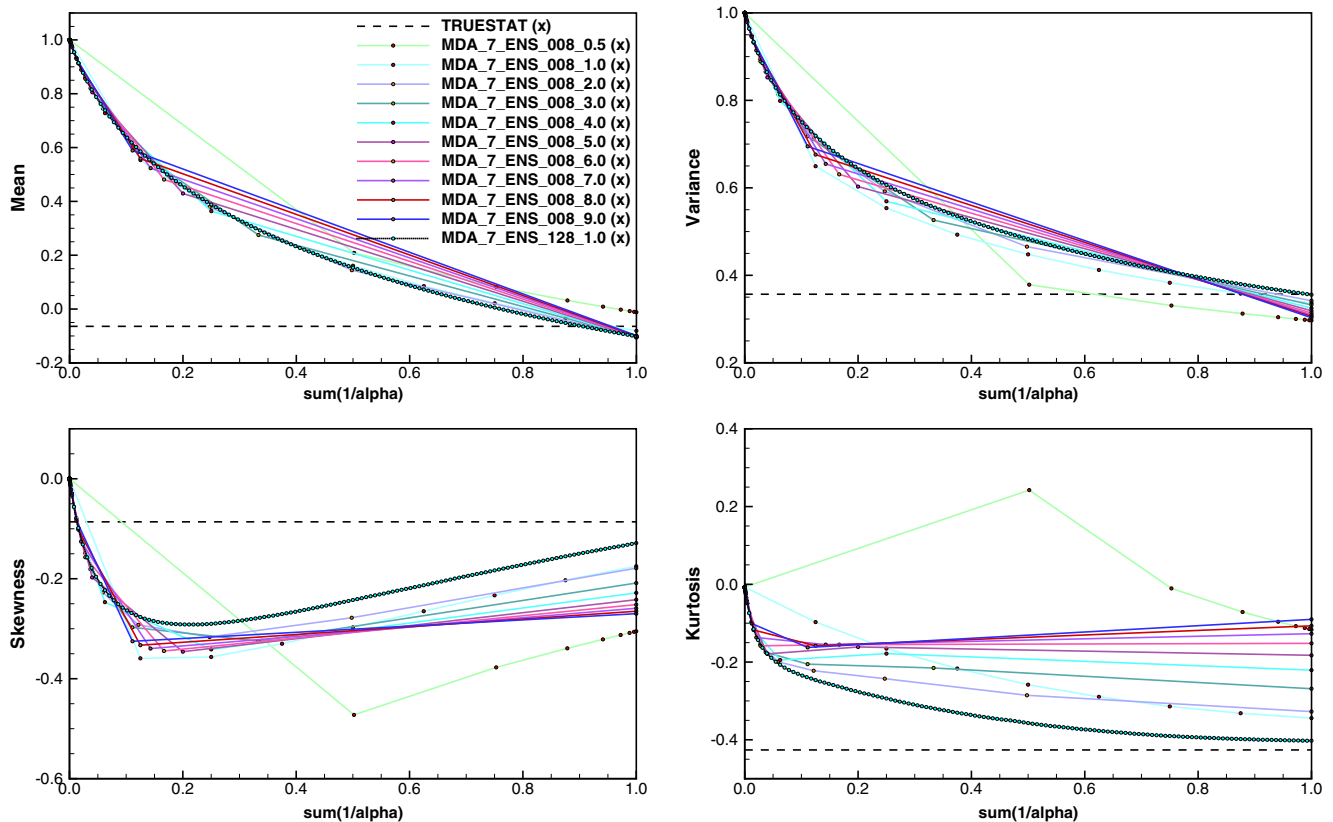 TRUESTAT (x)
MDA_7_ENS_008_0.5 (x)
MDA_7_ENS_008_1.0 (x)
MDA_7_ENS_008_2.0 (x)
MDA_7_ENS_008_3.0 (x)
MDA_7_ENS_008_4.0 (x)
MDA_7_ENS_008_5.0 (x)
MDA_7_ENS_008_6.0 (x)
MDA_7_ENS_008_7.0 (x)
MDA_7_ENS_008_8.0 (x)
MDA_7_ENS_008_9.0 (x)
MDA_7_ENS_128_1.0 (x)
Mean
1.0
0.8
0.6
0.4
0.2
0.0
-0.2
0.0 0.2 0.4 0.6 0.8 1.0
sum(1/alpha)
Variance
1.0
0.8
0.6
0.4
0.2
0.0 0.2 0.4 0.6 0.8 1.0
sum(1/alpha)
Skewness
0.0
-0.2
-0.4
-0.6
0.0 0.2 0.4 0.6 0.8 1.0
sum(1/alpha)
Kurtosis
0.4
0.2
0.0
-0.2
-0.4
0.0 0.2 0.4 0.6 0.8 1.0
sum(1/alpha)